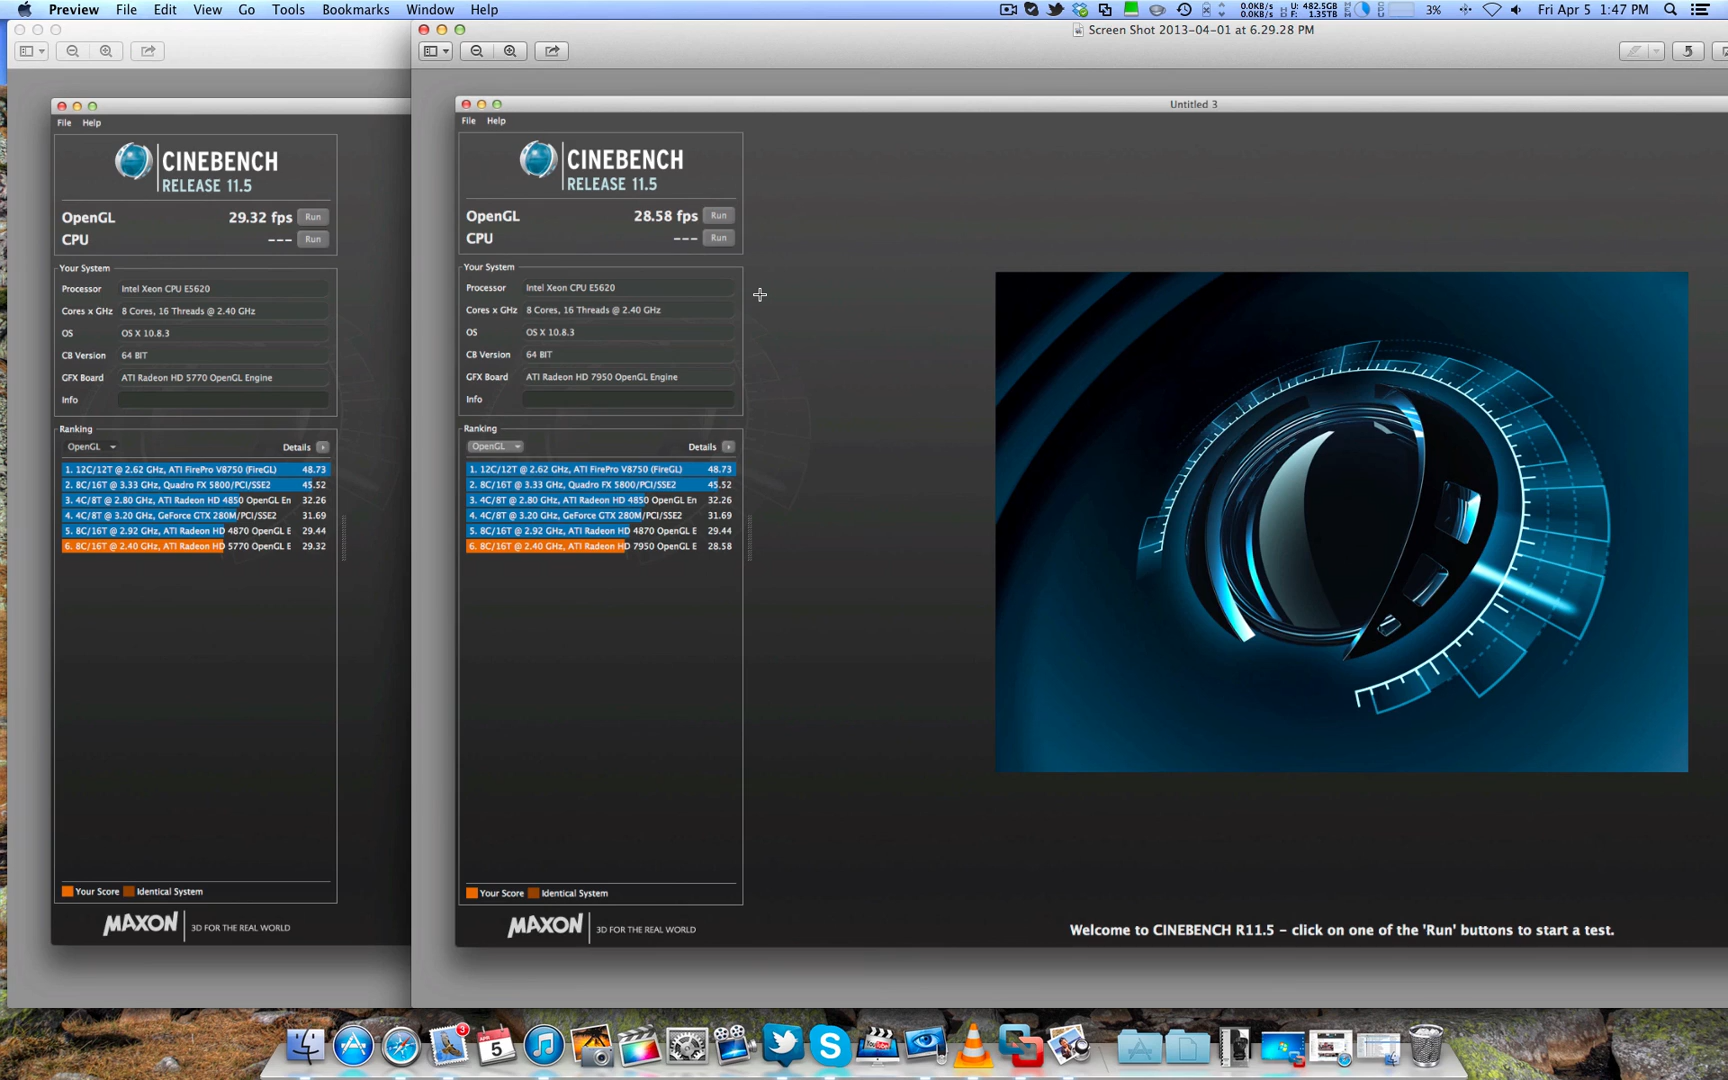 Preview File Edit View Go Tools Bookmarks Window Help
0.0KB/s
0.0KB/s
U: 482.5GB
F: 1.35TB
3% Fri Apr 5 1:47 PM
Screen Shot 2013-04-01 at 6.29.28 PM
File Help
CINEBENCH
RELEASE 11.5
OpenGL 29.32 fps Run
CPU --- Run
Your System
Processor Intel Xeon CPU E5620
Cores x GHz 8 Cores, 16 Threads @ 2.40 GHz
OS OS X 10.8.3
CB Version 64 BIT
GFX Board ATI Radeon HD 5770 OpenGL Engine
Info
Ranking
OpenGL Details
1. 12C/12T @ 2.62 GHz, ATI FirePro V8750 (FireGL) 48.73
2. 8C/16T @ 3.33 GHz, Quadro FX 5800/PCI/SSE2 45.52
3. 4C/8T @ 2.80 GHz, ATI Radeon HD 4850 OpenGL En 32.26
4. 4C/8T @ 3.20 GHz, GeForce GTX 280M/PCI/SSE2 31.69
5. 8C/16T @ 2.92 GHz, ATI Radeon HD 4870 OpenGL E 29.44
6. 8C/16T @ 2.40 GHz, ATI Radeon HD 5770 OpenGL E 29.32
Your Score Identical System
MAXON 3D FOR THE REAL WORLD
Untitled 3
File Help
CINEBENCH
RELEASE 11.5
OpenGL 28.58 fps Run
CPU --- Run
Your System
Processor Intel Xeon CPU E5620
Cores x GHz 8 Cores, 16 Threads @ 2.40 GHz
OS OS X 10.8.3
CB Version 64 BIT
GFX Board ATI Radeon HD 7950 OpenGL Engine
Info
Ranking
OpenGL Details
1. 12C/12T @ 2.62 GHz, ATI FirePro V8750 (FireGL) 48.73
2. 8C/16T @ 3.33 GHz, Quadro FX 5800/PCI/SSE2 45.52
3. 4C/8T @ 2.80 GHz, ATI Radeon HD 4850 OpenGL En 32.26
4. 4C/8T @ 3.20 GHz, GeForce GTX 280M/PCI/SSE2 31.69
5. 8C/16T @ 2.92 GHz, ATI Radeon HD 4870 OpenGL E 29.44
6. 8C/16T @ 2.40 GHz, ATI Radeon HD 7950 OpenGL E 28.58
Your Score Identical System
MAXON 3D FOR THE REAL WORLD
Welcome to CINEBENCH R11.5 – click on one of the 'Run' buttons to start a test.
3
5
YouTube